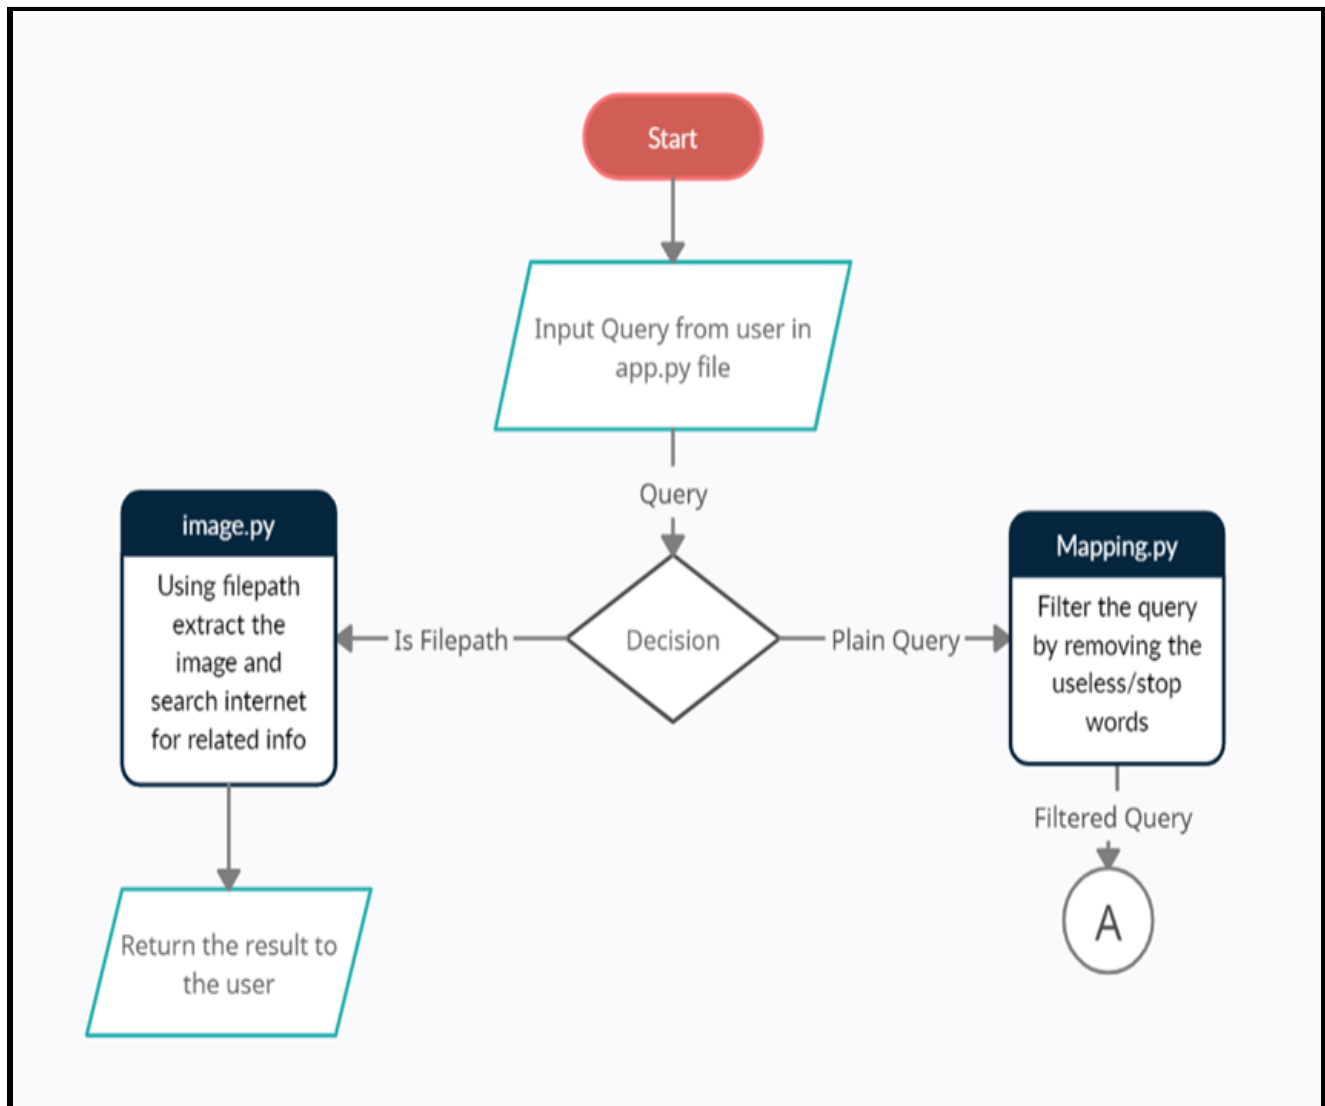 Start
Input Query from user in
app.py file
Query
Decision
Is Filepath
Plain Query
image.py
Using filepath
extract the
image and
search internet
for related info
Return the result to
the user
Mapping.py
Filter the query
by removing the
useless/stop
words
Filtered Query
A